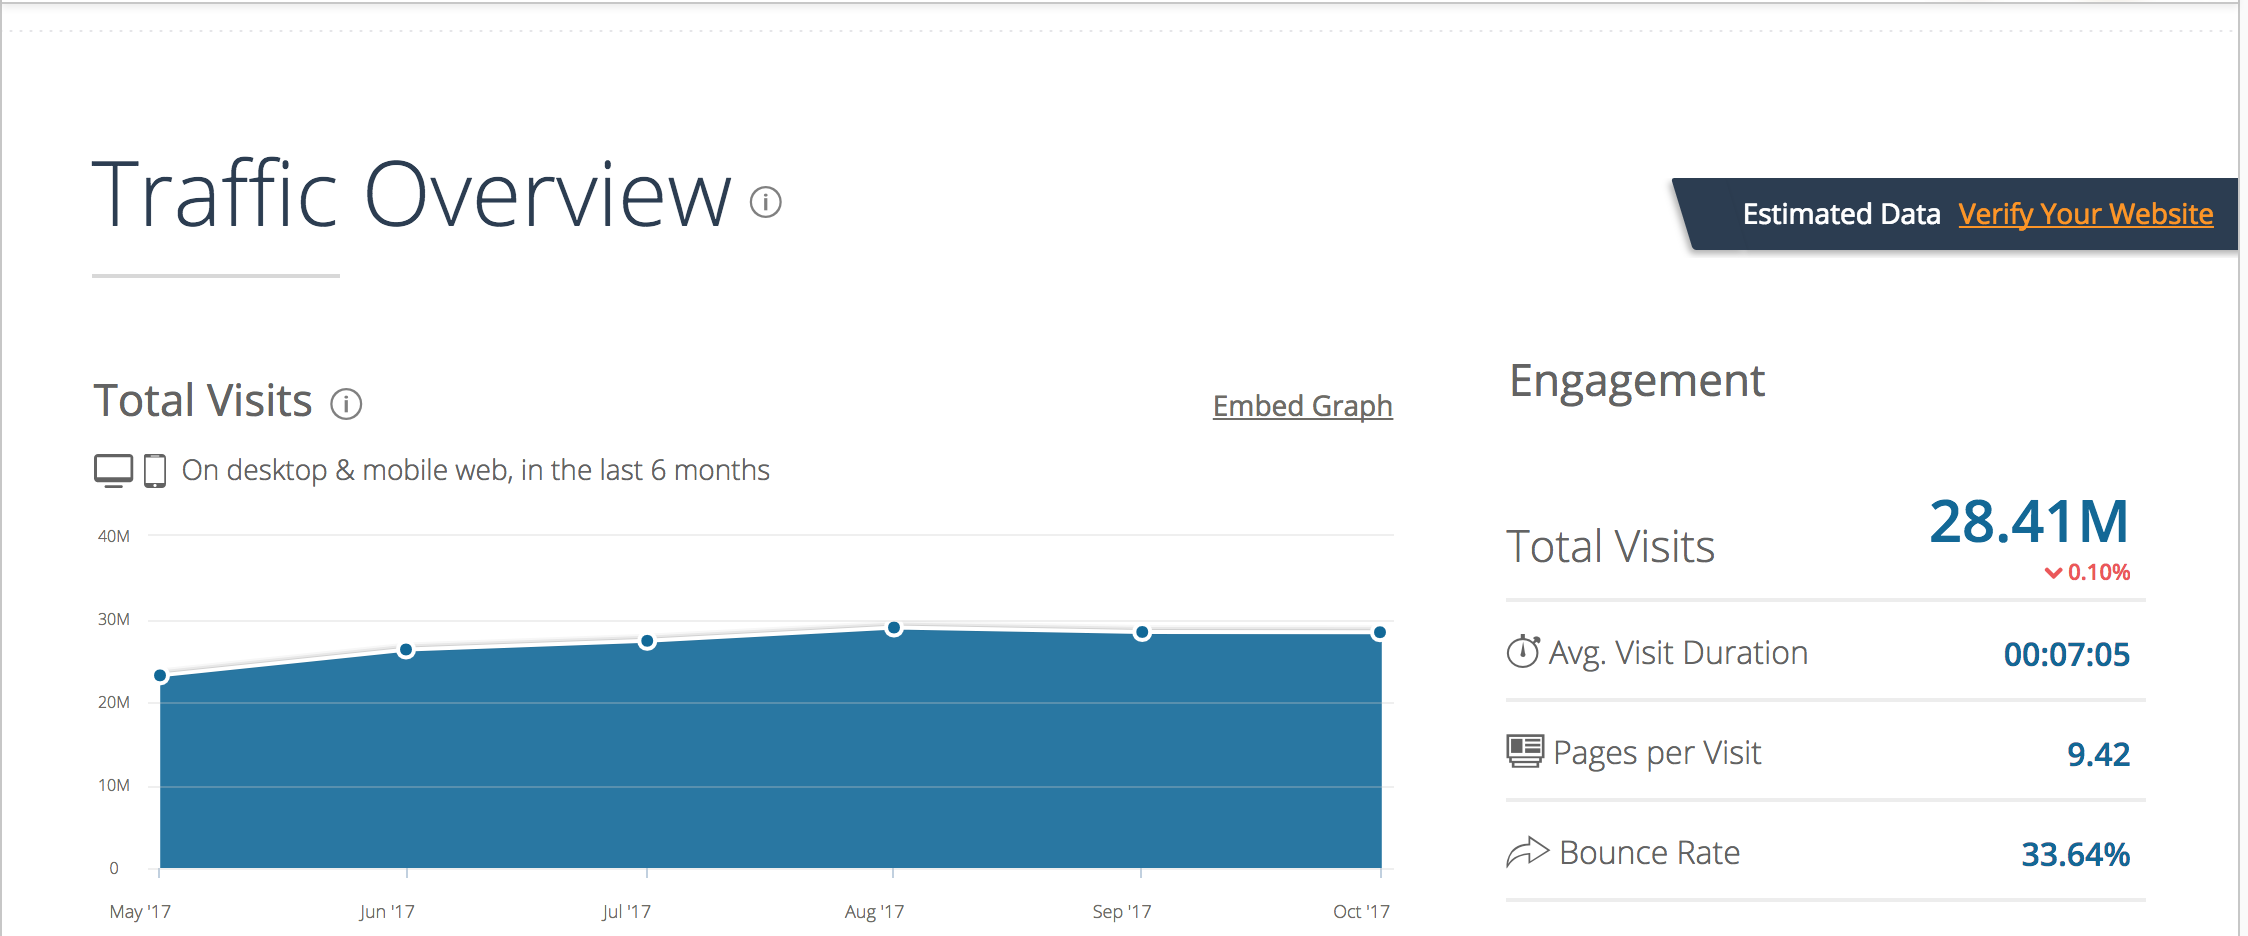 Traffic Overview
Estimated Data Verify Your Website
Total Visits
Embed Graph
On desktop & mobile web, in the last 6 months
40M
30M
20M
10M
0
May '17 Jun '17 Jul '17 Aug '17 Sep '17 Oct '17
Engagement
Total Visits 28.41M
0.10%
Avg. Visit Duration 00:07:05
Pages per Visit 9.42
Bounce Rate 33.64%